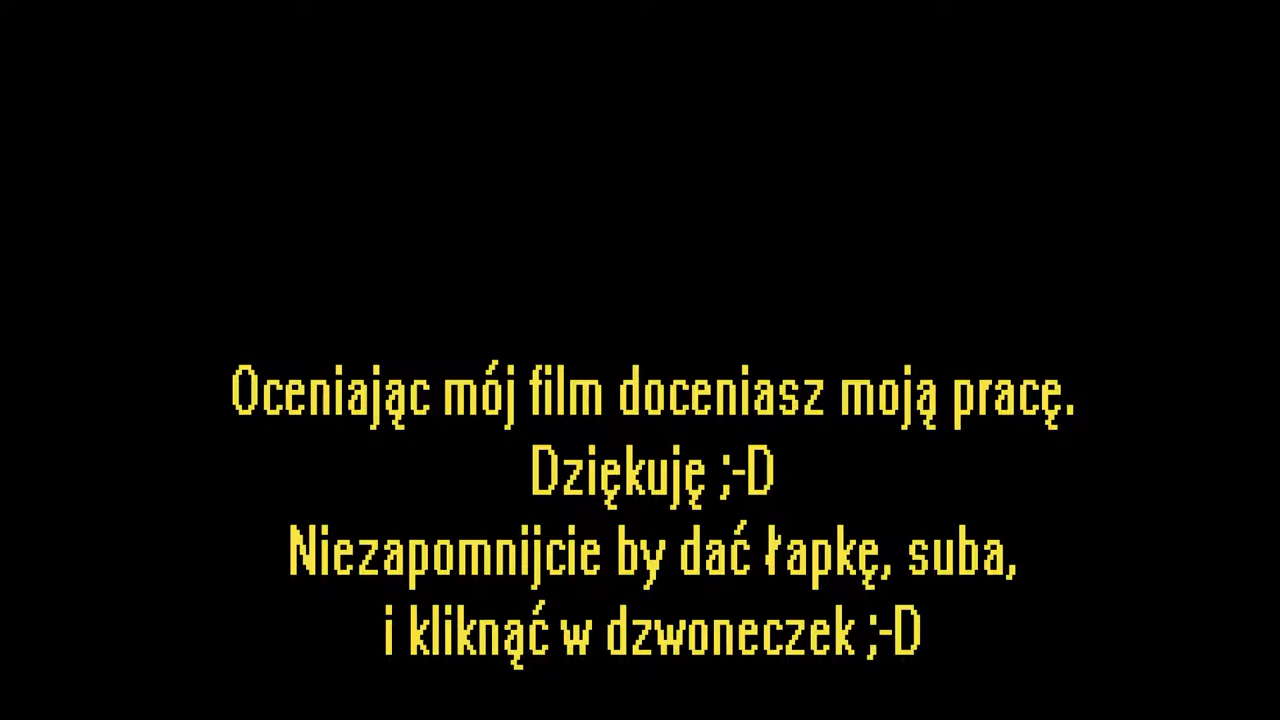 Oceniając mój film doceniasz moją pracę.
Dziękuję ;-D
Niezapomnijcie by dać łapkę, suba,
i kliknąć w dzwoneczek ;-D